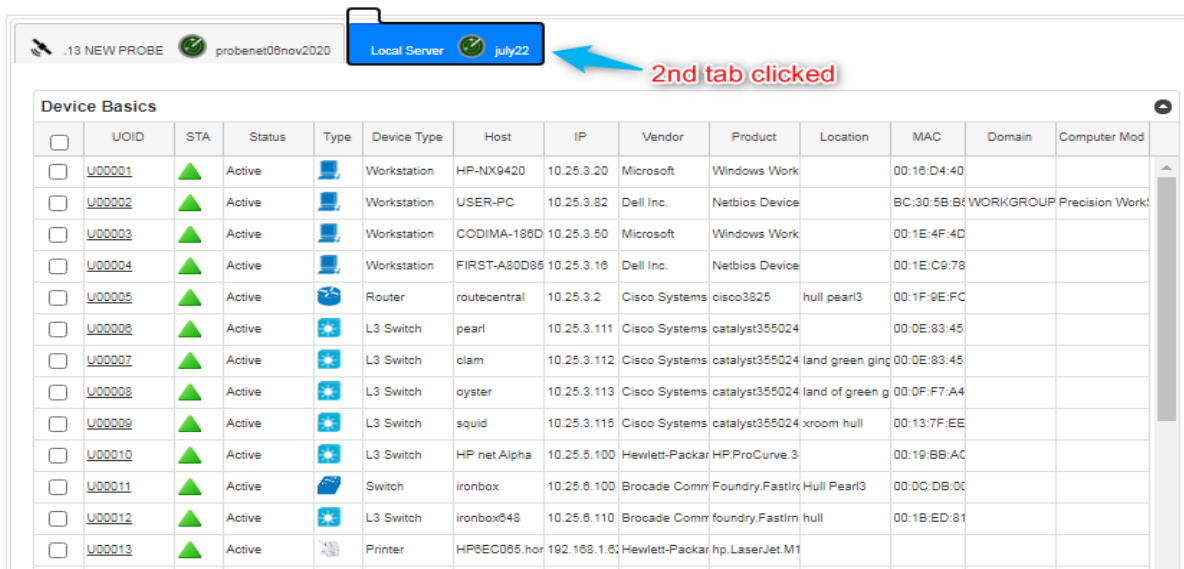 .13 NEW PROBE probenet06nov2020 Local Server july22
2nd tab clicked
Device Basics
UOID STA Status Type Device Type Host IP Vendor Product Location MAC Domain Computer Mod
U00001 Active Workstation HP-NX9420 10.25.3.20 Microsoft Windows Work 00:16:D4:40
U00002 Active Workstation USER-PC 10.25.3.82 Dell Inc. Netbios Device BC:30:5B:B5 WORKGROUP Precision WorkS
U00003 Active Workstation CODIMA-186D 10.25.3.50 Microsoft Windows Work 00:1E:4F:4D
U00004 Active Workstation FIRST-A80D85 10.25.3.16 Dell Inc. Netbios Device 00:1E:C9:78
U00005 Active Router routecentral 10.25.3.2 Cisco Systems cisco3825 hull pearl3 00:1F:9E:FC
U00006 Active L3 Switch pearl 10.25.3.111 Cisco Systems catalyst355024 00:0E:83:45
U00007 Active L3 Switch clam 10.25.3.112 Cisco Systems catalyst355024 land green ging 00:0E:83:45
U00008 Active L3 Switch oyster 10.25.3.113 Cisco Systems catalyst355024 land of green g 00:0F:F7:A4
U00009 Active L3 Switch squid 10.25.3.115 Cisco Systems catalyst355024 xroom hull 00:13:7F:EE
U00010 Active L3 Switch HP net Alpha 10.25.5.100 Hewlett-Packar HP.ProCurve.3 00:19:BB:AC
U00011 Active Switch ironbox 10.25.6.100 Brocade Comm Foundry.FastIrc Hull Pearl3 00:0C:DB:00
U00012 Active L3 Switch ironbox648 10.25.6.110 Brocade Comm foundry.FastIrn hull 00:1B:ED:81
U00013 Active Printer HP6EC065.hor 192.168.1.62 Hewlett-Packar hp.LaserJet.M1